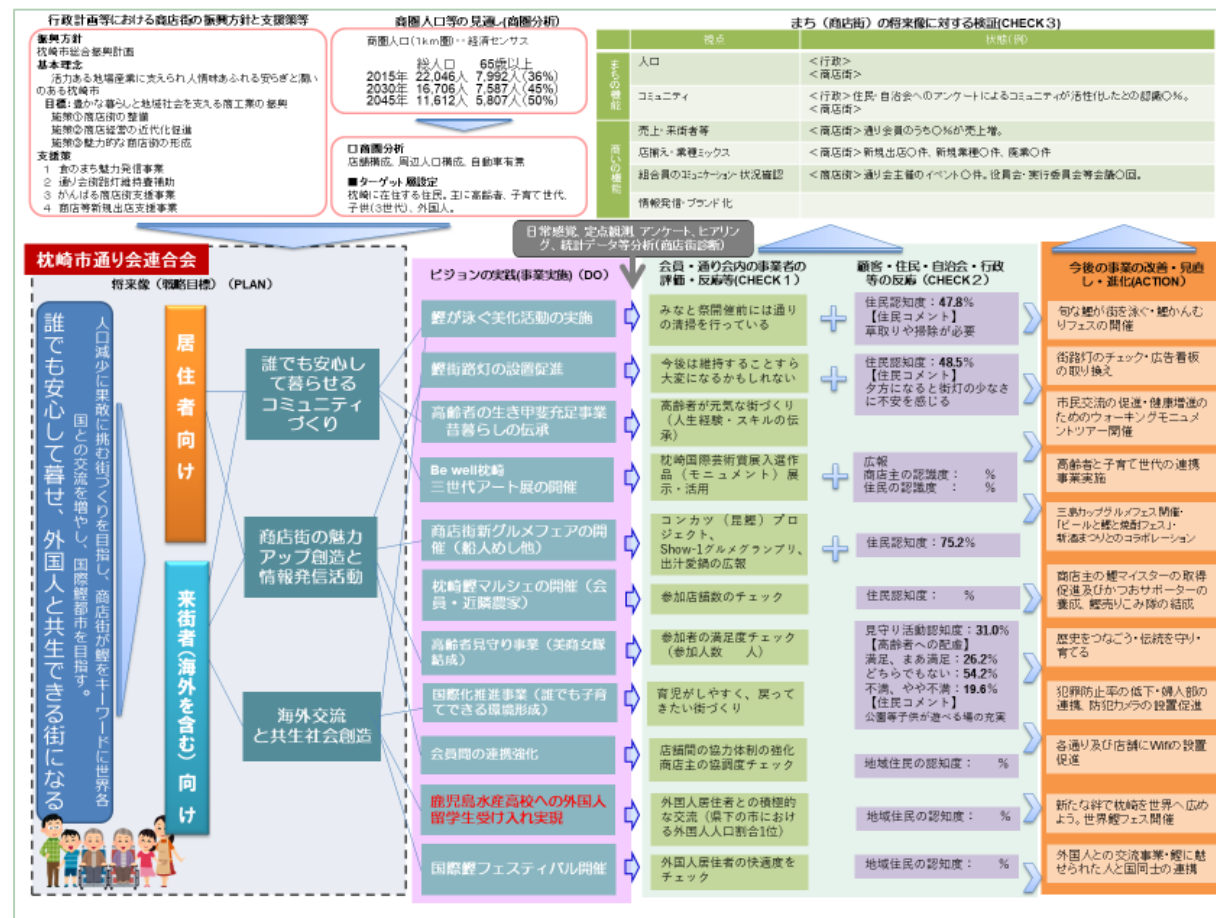 行政計画等における商店街の振興方針と支援策等
振興方針
枕崎市総合振興計画
基本理念
活力ある地場産業に支えられ人情味あふれる安らぎと潤い
のある枕崎市
目標:豊かな暮らしと地域社会を支える商工業の振興
施策①商店街の整備
施策②商店経営の近代化促進
施策③魅力的な商店街の形成
支援策
1 食のまち魅力発信事業
2 通り会街路灯維持費補助
3 がんばる商店街支援事業
4 商店等新規出店支援事業
商圏人口等の見通し(商圏分析)
商圏人口(1km圏)・・経済センサス
総人口 65歳以上
2015年 22,046人 7,992人(36%)
2030年 16,706人 7,587人(45%)
2045年 11,612人 5,807人(50%)
口商圏分析
店舗構成、周辺人口構成、自動車有無
■ターゲット層設定
枕崎に在住する住民。主に高齢者、子育て世代、
子供(3世代)、外国人。
まち(商店街)の将来像に対する検証(CHECK3)
視点
状態(例)
まちの機能
人口
<行政>
<商店街>
コミュニティ
<行政>住民・自治会へのアンケートによるコミュニティが活性化したとの認識○%。
<商店街>
商いの機能
売上・来街者等
<商店街>通り会員のうち○%が売上増。
店揃え・業種ミックス
<商店街>新規出店○件、新規業種○件、廃業○件
組合員のコミュニケーション状況確認
<商店街>通り会主催のイベント○件。役員会・実行委員会等会議○回。
情報発信・ブランド化
日常感覚、定点観測、アンケート、ヒアリン
グ、統計データ等分析(商店街診断)
枕崎市通り会連合会
将来像(戦略目標)(PLAN)
誰でも安心して暮せ、外国人と共生できる街になる
人口減少に果敢に挑む街づくりを目指し、商店街が鰹をキーワードに世界各
国との交流を増やし、国際鰹都市を目指す。
居住者向け
来街者(海外を含む)向け
誰でも安心し
て暮らせる
コミュニティ
づくり
商店街の魅力
アップ創造と
情報発信活動
海外交流
と共生社会創造
ビジョンの実践(事業実施)(DO)
鰹が泳ぐ美化活動の実施
鰹街路灯の設置促進
高齢者の生き甲斐充足事業
昔暮らしの伝承
Be well枕崎
三世代アート展の開催
商店街新グルメフェアの開
催(船人めし他)
枕崎鰹マルシェの開催(会
員・近隣農家)
高齢者見守り事業(美商女隊
結成)
国際化推進事業(誰でも子育
てできる環境形成)
会員間の連携強化
鹿児島水産高校への外国人
留学生受け入れ実現
国際鰹フェスティバル開催
会員・通り会内の事業者の
評価・反応等(CHECK1)
みなと祭開催前には通り
の清掃を行っている
今後は維持することすら
大変になるかもしれない
高齢者が元気な街づくり
(人生経験・スキルの伝
承)
枕崎国際芸術賞展入選作
品(モニュメント)展
示・活用
コンカツ(昆鰹)プロ
ジェクト、
Show-1グルメグランプリ、
出汁愛鍋の広報
参加店舗数のチェック
参加者の満足度チェック
(参加人数 人)
育児がしやすく、戻って
きたい街づくり
店舗間の協力体制の強化
商店主の協調度チェック
外国人居住者との積極的
な交流(県下の市におけ
る外国人人口割合1位)
外国人居住者の快適度を
チェック
顧客・住民・自治会・行政
等の反応(CHECK2)
住民認知度:47.8%
【住民コメント】
草取りや掃除が必要
住民認知度:48.5%
【住民コメント】
夕方になると街灯の少なさ
に不安を感じる
広報
商店主の認識度: %
住民の認識度 : %
住民認知度:75.2%
住民認知度: %
見守り活動認知度:31.0%
【高齢者への配慮】
満足、まあ満足:26.2%
どちらでもない:54.2%
不満、やや不満:19.6%
【住民コメント】
公園等子供が遊べる場の充実
地域住民の認知度: %
地域住民の認知度: %
地域住民の認知度: %
今後の事業の改善・見直
し・進化(ACTION)
旬な鰹が街を泳ぐ・鰹かんむ
りフェスの開催
街路灯のチェック・広告看板
の取り換え
市民交流の促進・健康増進の
ためのウォーキングモニュメ
ントツアー開催
高齢者と子育て世代の連携
事業実施
三島カップグルメフェス開催・
「ビールと鰹と焼酎フェス」・
新酒まつりとのコラボレーション
商店主の鰹マイスターの取得
促進及びかつおサポーターの
養成、鰹売りこみ隊の結成
歴史をつなごう・伝統を守り・
育てる
犯罪防止率の低下・婦人部の
連携、防犯カメラの設置促進
各通り及び店舗にWifiの設置
促進
新たな絆で枕崎を世界へ広め
よう。世界鰹フェス開催
外国人との交流事業・鰹に魅
せられた人と国同士の連携